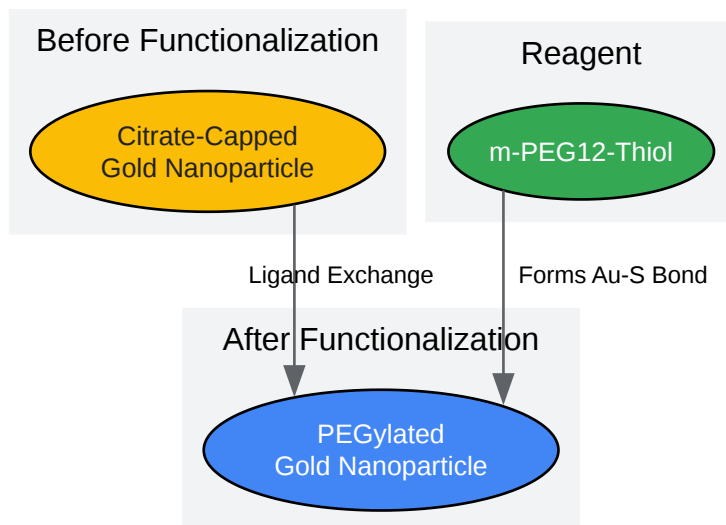 Before Functionalization
Reagent
Citrate-Capped
Gold Nanoparticle
m-PEG12-Thiol
Ligand Exchange
Forms Au-S Bond
After Functionalization
PEGylated
Gold Nanoparticle